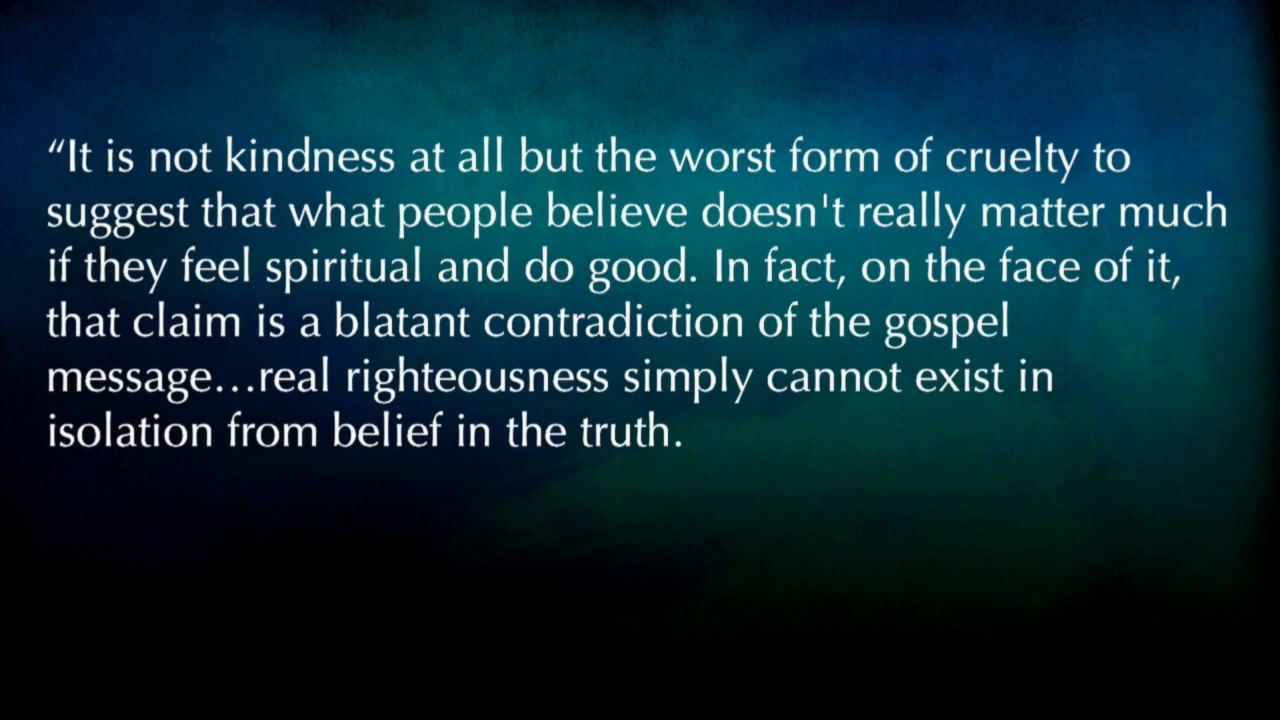 “It is not kindness at all but the worst form of cruelty to
suggest that what people believe doesn't really matter much
if they feel spiritual and do good. In fact, on the face of it,
that claim is a blatant contradiction of the gospel
message…real righteousness simply cannot exist in
isolation from belief in the truth.